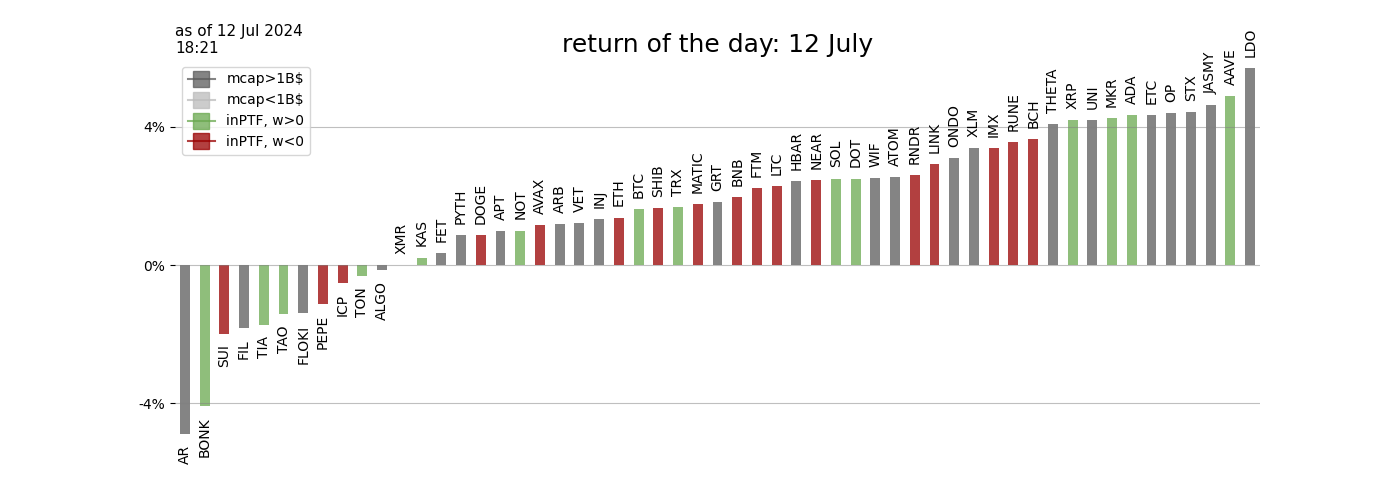 as of 12 Jul 2024
18:21
return of the day: 12 July
mcap>1B$
mcap<1B$
inPTF, w>0
inPTF, w<0
4%
0%
-4%
AR
BONK
SUI
FIL
TIA
TAO
FLOKI
PEPE
ICP
TON
ALGO
XMR
KAS
FET
PYTH
DOGE
APT
NOT
AVAX
ARB
VET
INJ
ETH
BTC
SHIB
TRX
MATIC
GRT
BNB
FTM
LTC
HBAR
NEAR
SOL
DOT
WIF
ATOM
RNDR
LINK
ONDO
XLM
IMX
RUNE
BCH
THETA
XRP
UNI
MKR
ADA
ETC
OP
STX
JASMY
AAVE
LDO